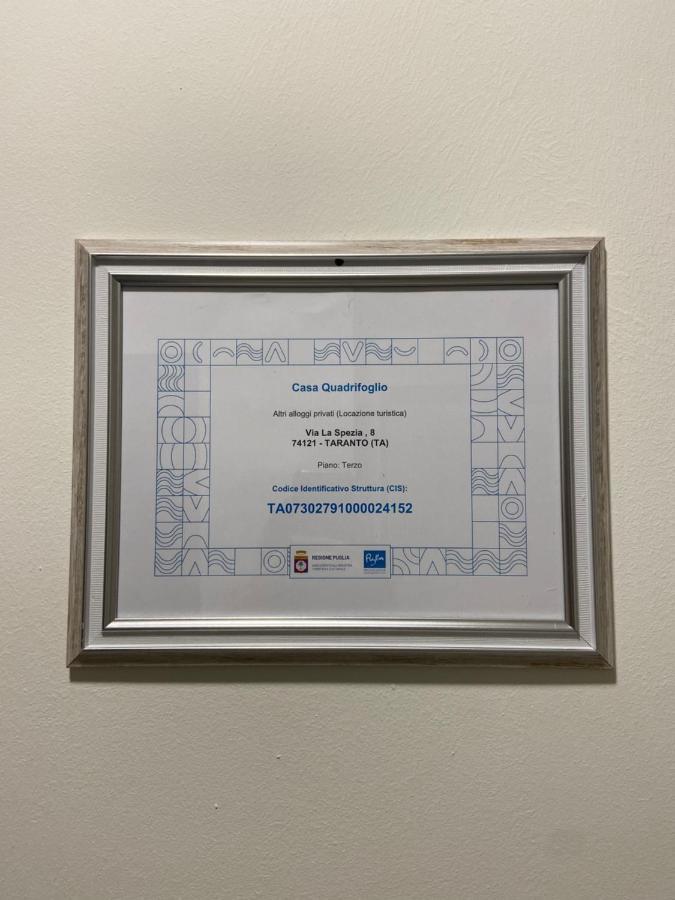 Casa Quadrifoglio
Altri alloggi privati (Locazione turistica)
Via La Spezia , 8
74121 - TARANTO (TA)
Piano: Terzo
Codice Identificativo Struttura (CIS):
TA07302791000024152
REGIONE PUGLIA
Puglia